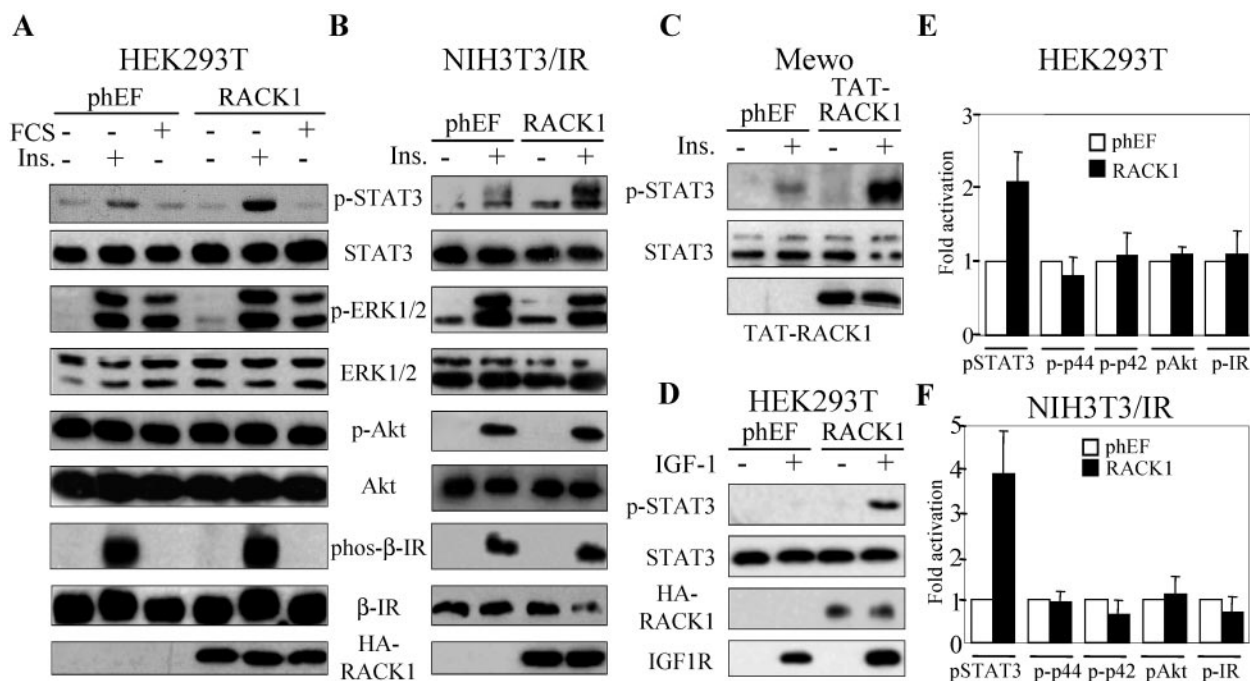 A
HEK293T
phEF RACK1
FCS - - + - - +
Ins. - + - - + -
B
NIH3T3/IR
phEF RACK1
Ins. - + - +
p-STAT3
STAT3
p-ERK1/2
ERK1/2
p-Akt
Akt
phos-β-IR
β-IR
HA-
RACK1
C
Mewo
TAT-
phEF RACK1
Ins. - + - +
p-STAT3
STAT3
TAT-RACK1
D
HEK293T
phEF RACK1
IGF-1 - + - +
p-STAT3
STAT3
HA-
RACK1
IGF1R
E
HEK293T
Fold activation
3
2
1
0
phEF
RACK1
pSTAT3 p-p44 p-p42 pAkt p-IR
F
NIH3T3/IR
Fold activation
5
4
2
1
0
phEF
RACK1
pSTAT3 p-p44 p-p42 pAkt p-IR